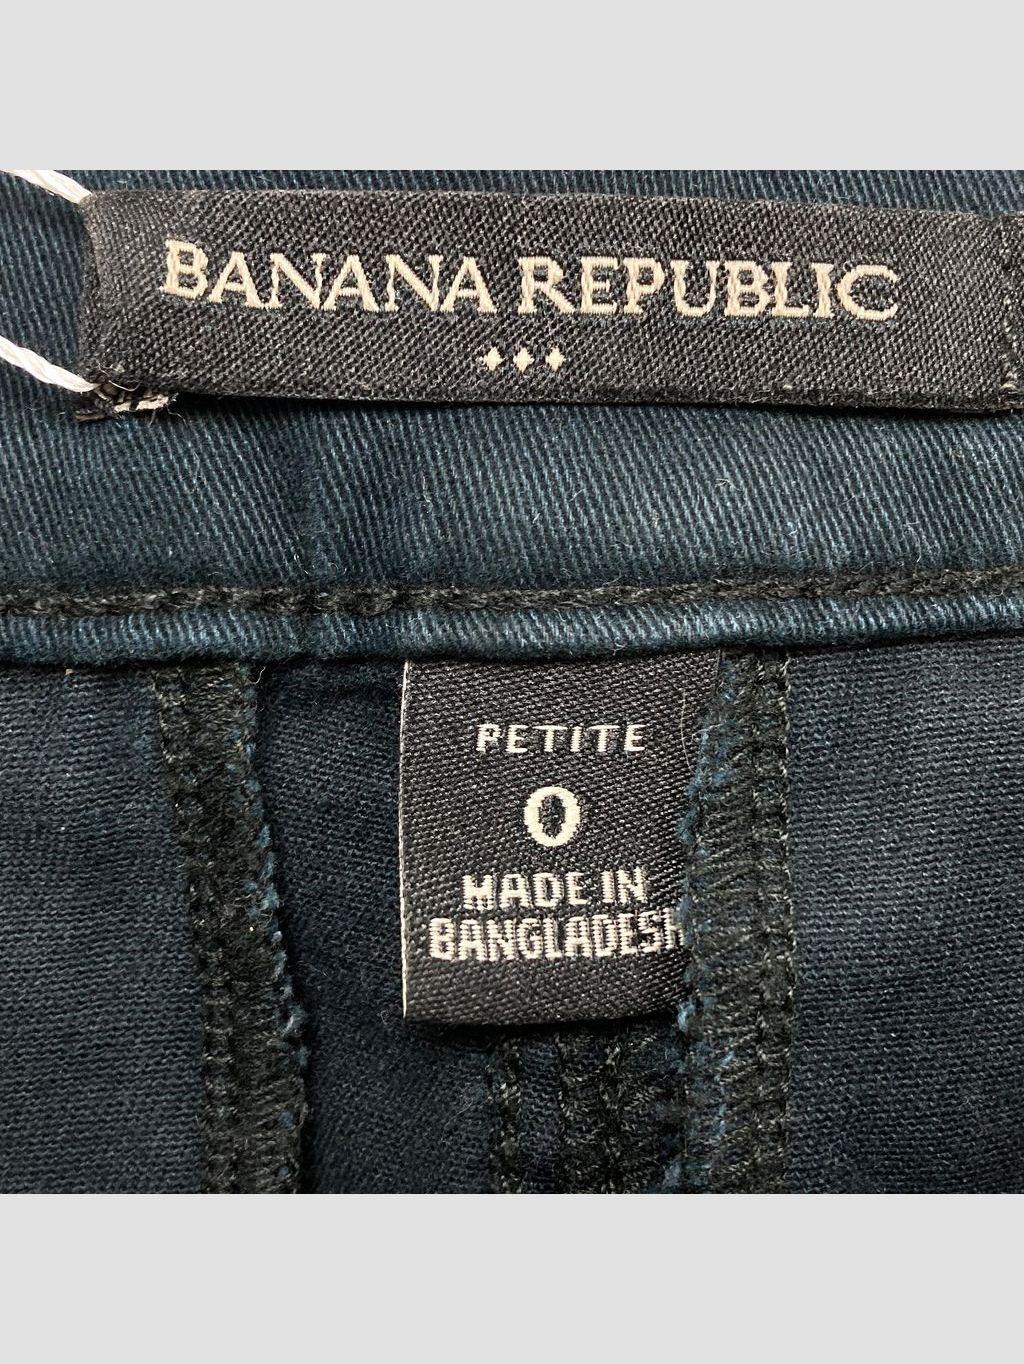 BANANA REPUBLIC
PETITE
0
MADE IN
BANGLADESH